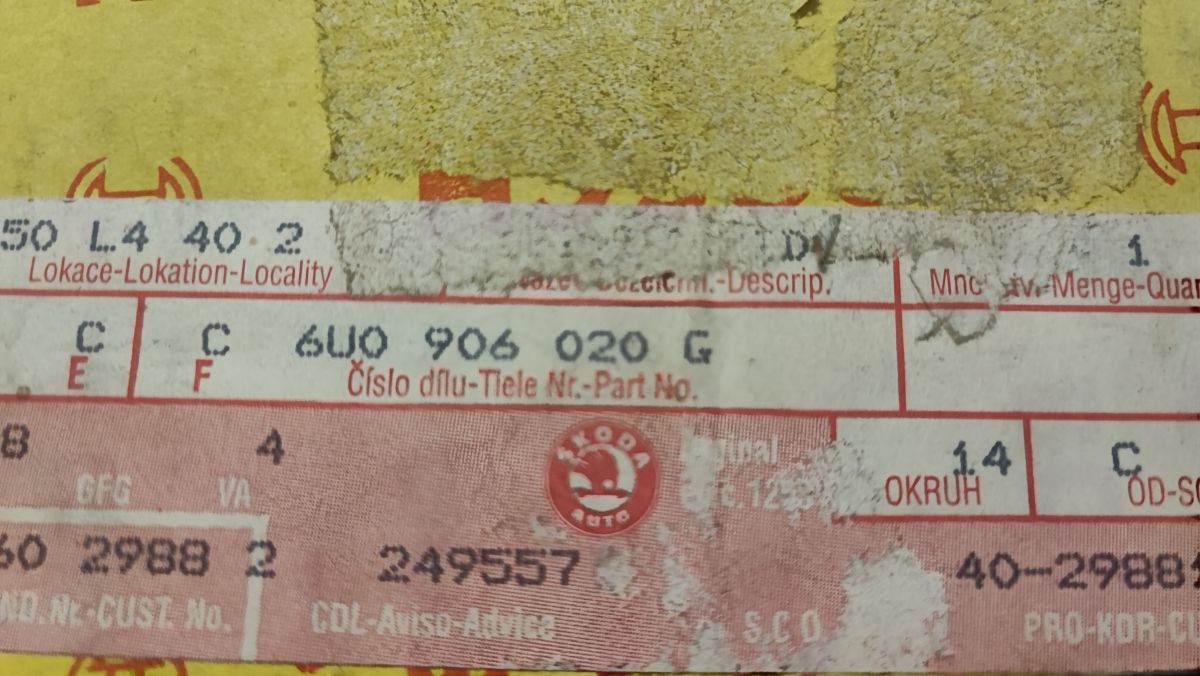 50 L4 40 2 1
Lokace-Lokation-Locality -Descrip. -Menge-Quar
C C 6U0 906 020 G
E F Číslo dílu-Tiele Nr.-Part No.
8 4 ŠKODA 14 C
GFG VA AUTO OKRUH OD-SC
60 2988 2 249557 40-2988
ND.Nr.-CUST. No. CDL-Aviso-Advice S.C O PRO-KDR-C